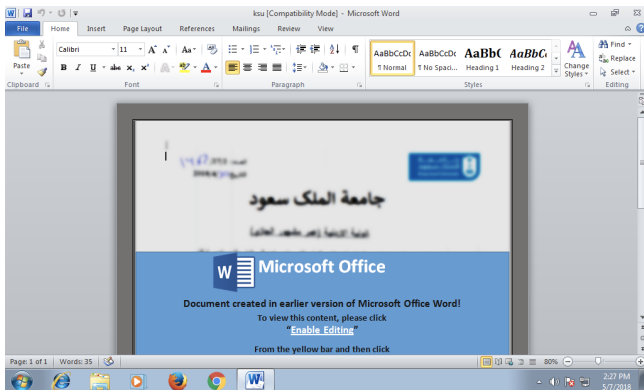 ksu [Compatibility Mode] - Microsoft Word
File Home Insert Page Layout References Mailings Review View
Calibri 11 A A Aa
Paste
B I U abc x, x² A A
AaBbCcDc AaBbCcDc AaBbC AaBbCc
¶ Normal ¶ No Spaci... Heading 1 Heading 2
Change Styles
Find
Replace
Select
Clipboard Font Paragraph Styles Editing
جامعة الملك سعود
W Microsoft Office
Document created in earlier version of Microsoft Office Word!
To view this content, please click
"Enable Editing"
From the yellow bar and then click
Page: 1 of 1 Words: 35 80%
2:27 PM
5/7/2018